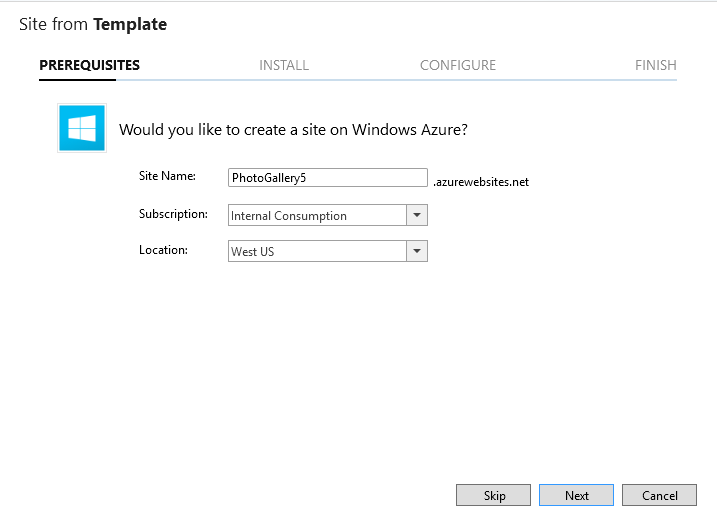 Site from Template
PREREQUISITES INSTALL CONFIGURE FINISH
Would you like to create a site on Windows Azure?
Site Name: PhotoGallery5 .azurewebsites.net
Subscription: Internal Consumption
Location: West US
Skip Next Cancel